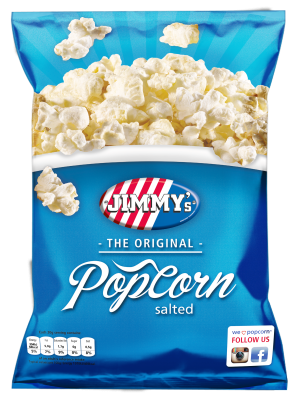 JIMMY's
- THE ORIGINAL -
Popcorn
salted
we popcorn!
FOLLOW US
f